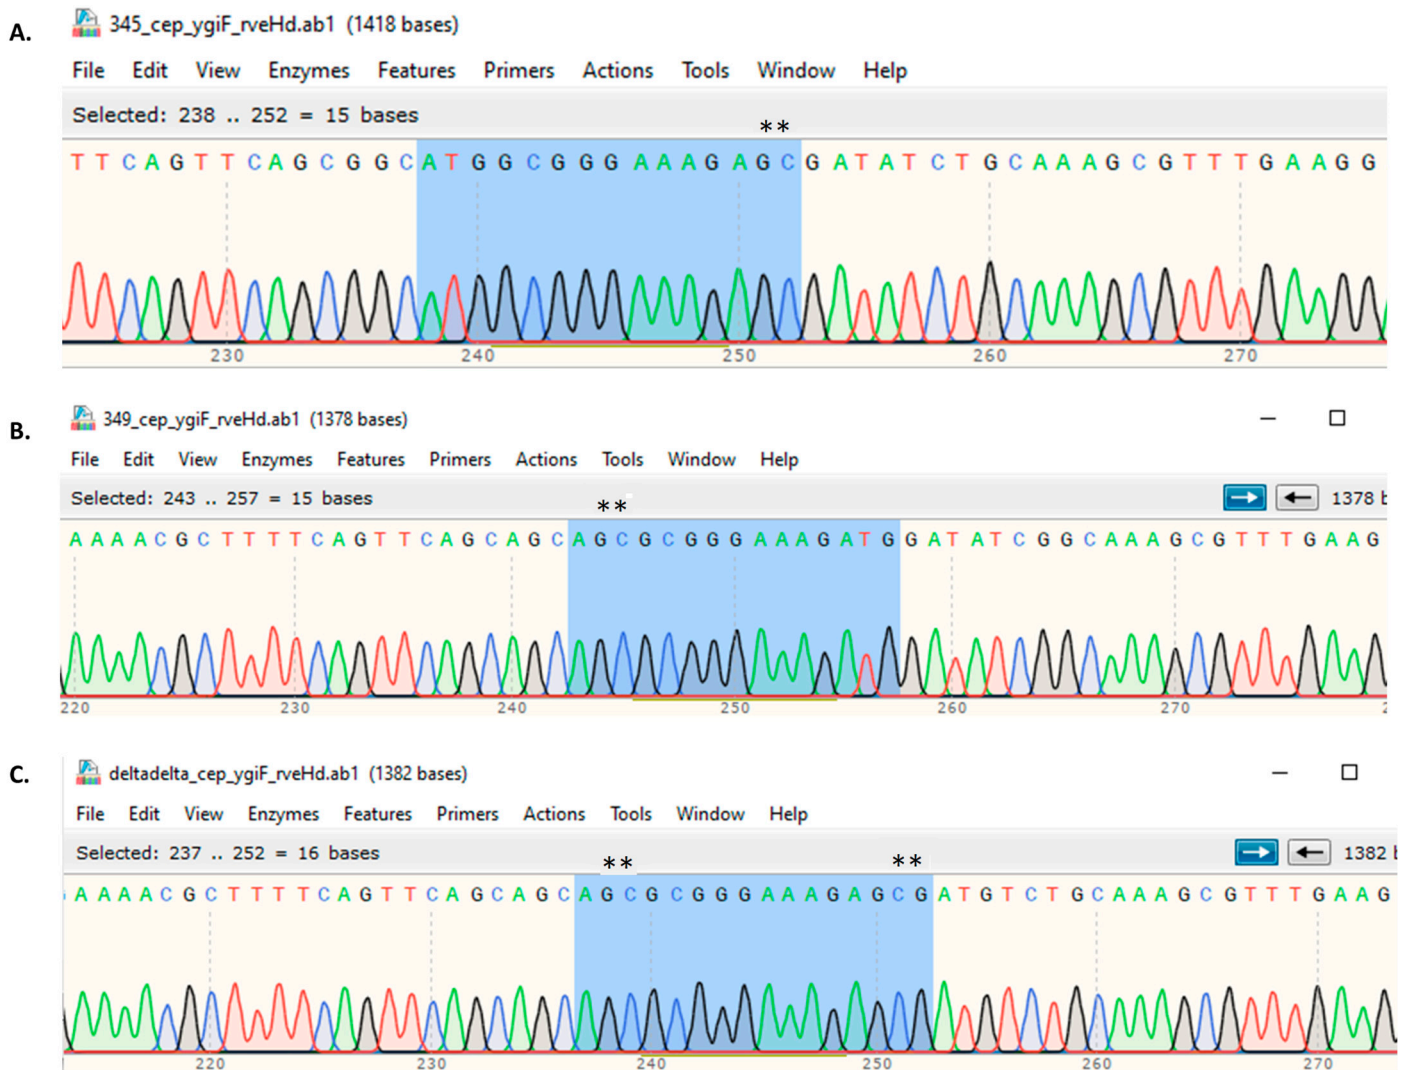 A.
345_cep_ygiF_rveHd.ab1 (1418 bases)
File Edit View Enzymes Features Primers Actions Tools Window Help
Selected: 238 .. 252 = 15 bases
**
T T C A G T T C A G C G G C A T G G C G G G A A A G A G C G A T A T C T G C A A A G C G T T T G A A G G
230 240 250 260 270
B.
349_cep_ygiF_rveHd.ab1 (1378 bases)
File Edit View Enzymes Features Primers Actions Tools Window Help
Selected: 243 .. 257 = 15 bases
1378 b
**
A A A A C G C T T T T C A G T T C A G C A G C A G C G C G G G A A A G A T G G A T A T C G G C A A A G C G T T T G A A G
220 230 240 250 260 270 2
C.
deltadelta_cep_ygiF_rveHd.ab1 (1382 bases)
File Edit View Enzymes Features Primers Actions Tools Window Help
Selected: 237 .. 252 = 16 bases
1382 b
** **
A A A A C G C T T T T C A G T T C A G C A G C A G C G C G G G A A A G A G C G A T G T C T G C A A A G C G T T T G A A G
220 230 240 250 260 270